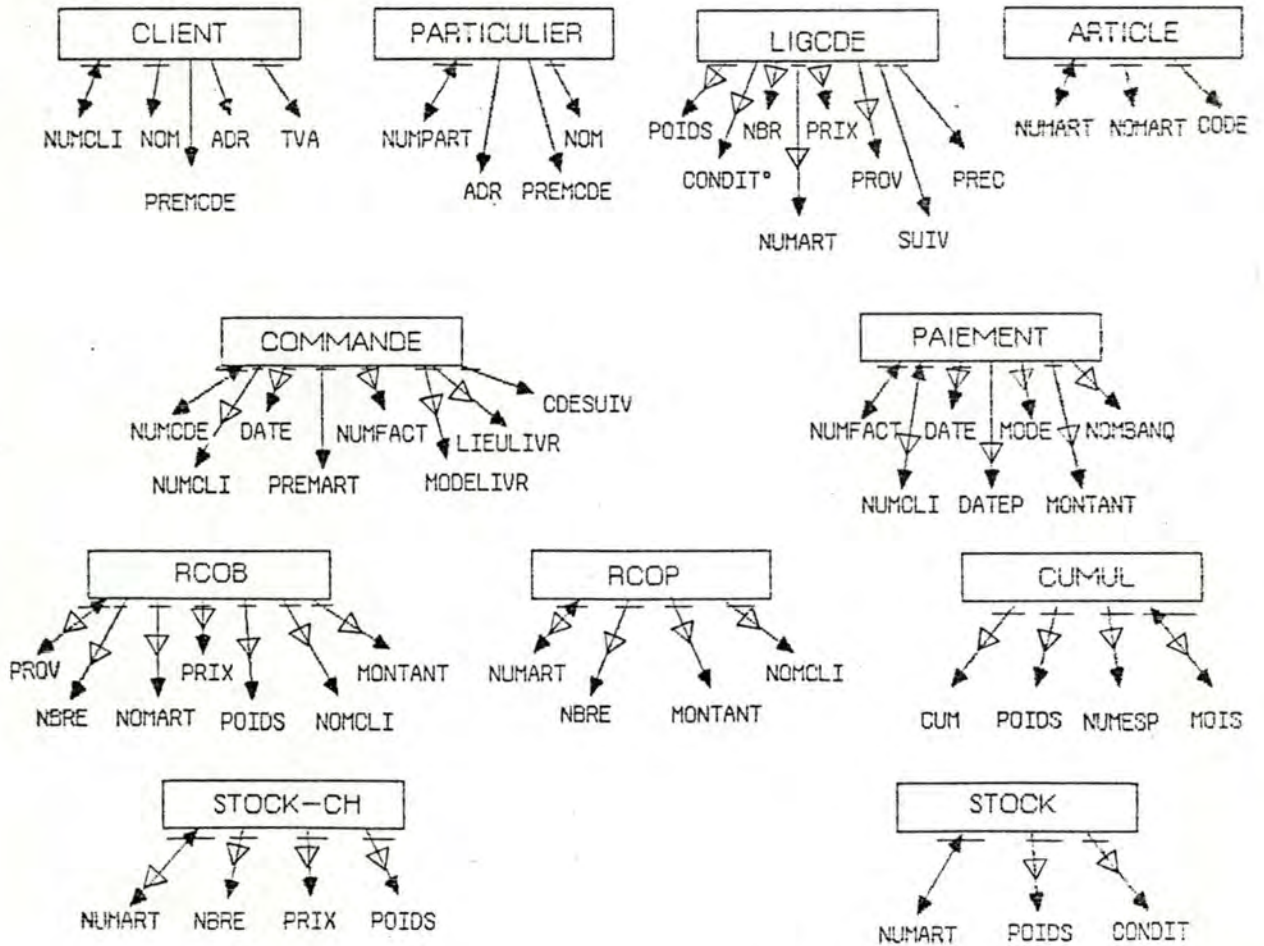 CLIENT PARTICULIER LIGCDE ARTICLE
NUMCLI NOM ADR TVA NUMPART NOM POIDS NBR PRIX NUMART NOMART CODE
PREMCDE ADR PREMCDE CONDIT° PROV PREC
NUMART SUIV
COMMANDE PAIEMENT
CDESUIV
NUMCDE DATE NUMFACT LIEULIVR NUMFACT DATE MODE NOMBANQ
NUMCLI PREMART MODELIVR NUMCLI DATEP MONTANT
RCOB RCOP CUMUL
PROV PRIX MONTANT NUMART NOMCLI
NBRE NOMART POIDS NOMCLI NBRE MONTANT CUM POIDS NUMESP MOIS
STOCK-CH STOCK
NUMART NBRE PRIX POIDS NUMART POIDS CONDIT